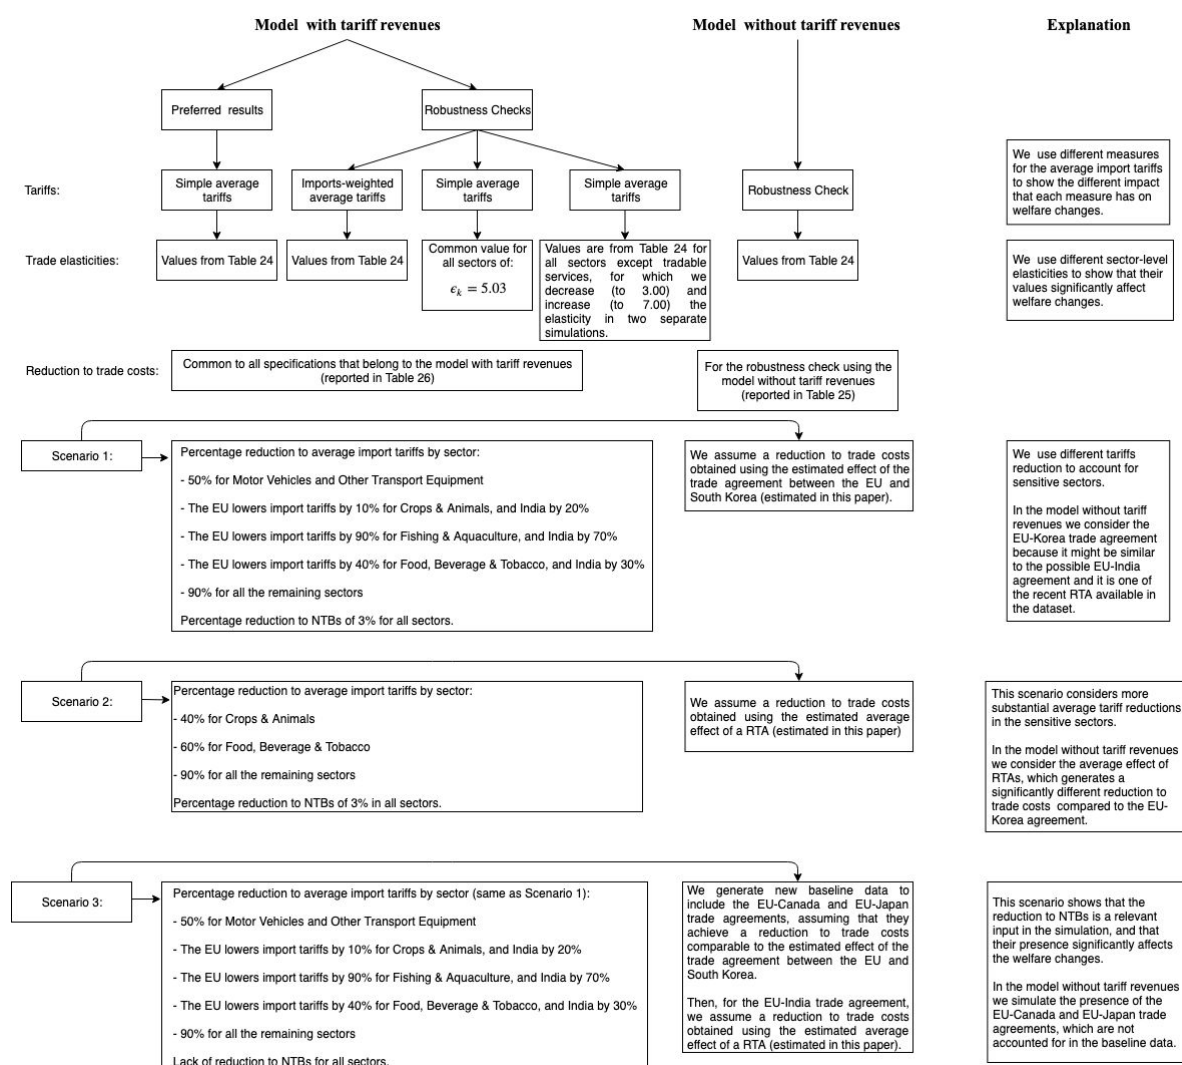 Model with tariff revenues
Model without tariff revenues
Explanation
Preferred results
Robustness Checks
Tariffs:
Simple average
tariffs
Imports-weighted
average tariffs
Simple average
tariffs
Simple average
tariffs
Robustness Check
We use different measures
for the average import tariffs
to show the different impact
that each measure has on
welfare changes.
Trade elasticities:
Values from Table 24
Values from Table 24
Common value for
all sectors of:
ϵₖ = 5.03
Values are from Table 24 for
all sectors except tradable
services, for which we
decrease (to 3.00) and
increase (to 7.00) the
elasticity in two separate
simulations.
Values from Table 24
We use different sector-level
elasticities to show that their
values significantly affect
welfare changes.
Reduction to trade costs:
Common to all specifications that belong to the model with tariff revenues
(reported in Table 26)
For the robustness check using the
model without tariff revenues
(reported in Table 25)
Scenario 1:
Percentage reduction to average import tariffs by sector:
- 50% for Motor Vehicles and Other Transport Equipment
- The EU lowers import tariffs by 10% for Crops & Animals, and India by 20%
- The EU lowers import tariffs by 90% for Fishing & Aquaculture, and India by 70%
- The EU lowers import tariffs by 40% for Food, Beverage & Tobacco, and India by 30%
- 90% for all the remaining sectors
Percentage reduction to NTBs of 3% for all sectors.
We assume a reduction to trade costs
obtained using the estimated effect of the
trade agreement between the EU and
South Korea (estimated in this paper).
We use different tariffs
reduction to account for
sensitive sectors.
In the model without tariff
revenues we consider the
EU-Korea trade agreement
because it might be similar
to the possible EU-India
agreement and it is one of
the recent RTA available in
the dataset.
Scenario 2:
Percentage reduction to average import tariffs by sector:
- 40% for Crops & Animals
- 60% for Food, Beverage & Tobacco
- 90% for all the remaining sectors
Percentage reduction to NTBs of 3% in all sectors.
We assume a reduction to trade costs
obtained using the estimated average
effect of a RTA (estimated in this paper)
This scenario considers more
substantial average tariff reductions
in the sensitive sectors.
In the model without tariff revenues
we consider the average effect of
RTAs, which generates a
significantly different reduction to
trade costs compared to the EU-
Korea agreement.
Scenario 3:
Percentage reduction to average import tariffs by sector (same as Scenario 1):
- 50% for Motor Vehicles and Other Transport Equipment
- The EU lowers import tariffs by 10% for Crops & Animals, and India by 20%
- The EU lowers import tariffs by 90% for Fishing & Aquaculture, and India by 70%
- The EU lowers import tariffs by 40% for Food, Beverage & Tobacco, and India by 30%
- 90% for all the remaining sectors
Lack of reduction to NTBs for all sectors.
We generate new baseline data to
include the EU-Canada and EU-Japan
trade agreements, assuming that they
achieve a reduction to trade costs
comparable to the estimated effect of the
trade agreement between the EU and
South Korea.
Then, for the EU-India trade agreement,
we assume a reduction to trade costs
obtained using the estimated average
effect of a RTA (estimated in this paper).
This scenario shows that the
reduction to NTBs is a relevant
input in the simulation, and that
their presence significantly affects
the welfare changes.
In the model without tariff revenues
we simulate the presence of the
EU-Canada and EU-Japan trade
agreements, which are not
accounted for in the baseline data.